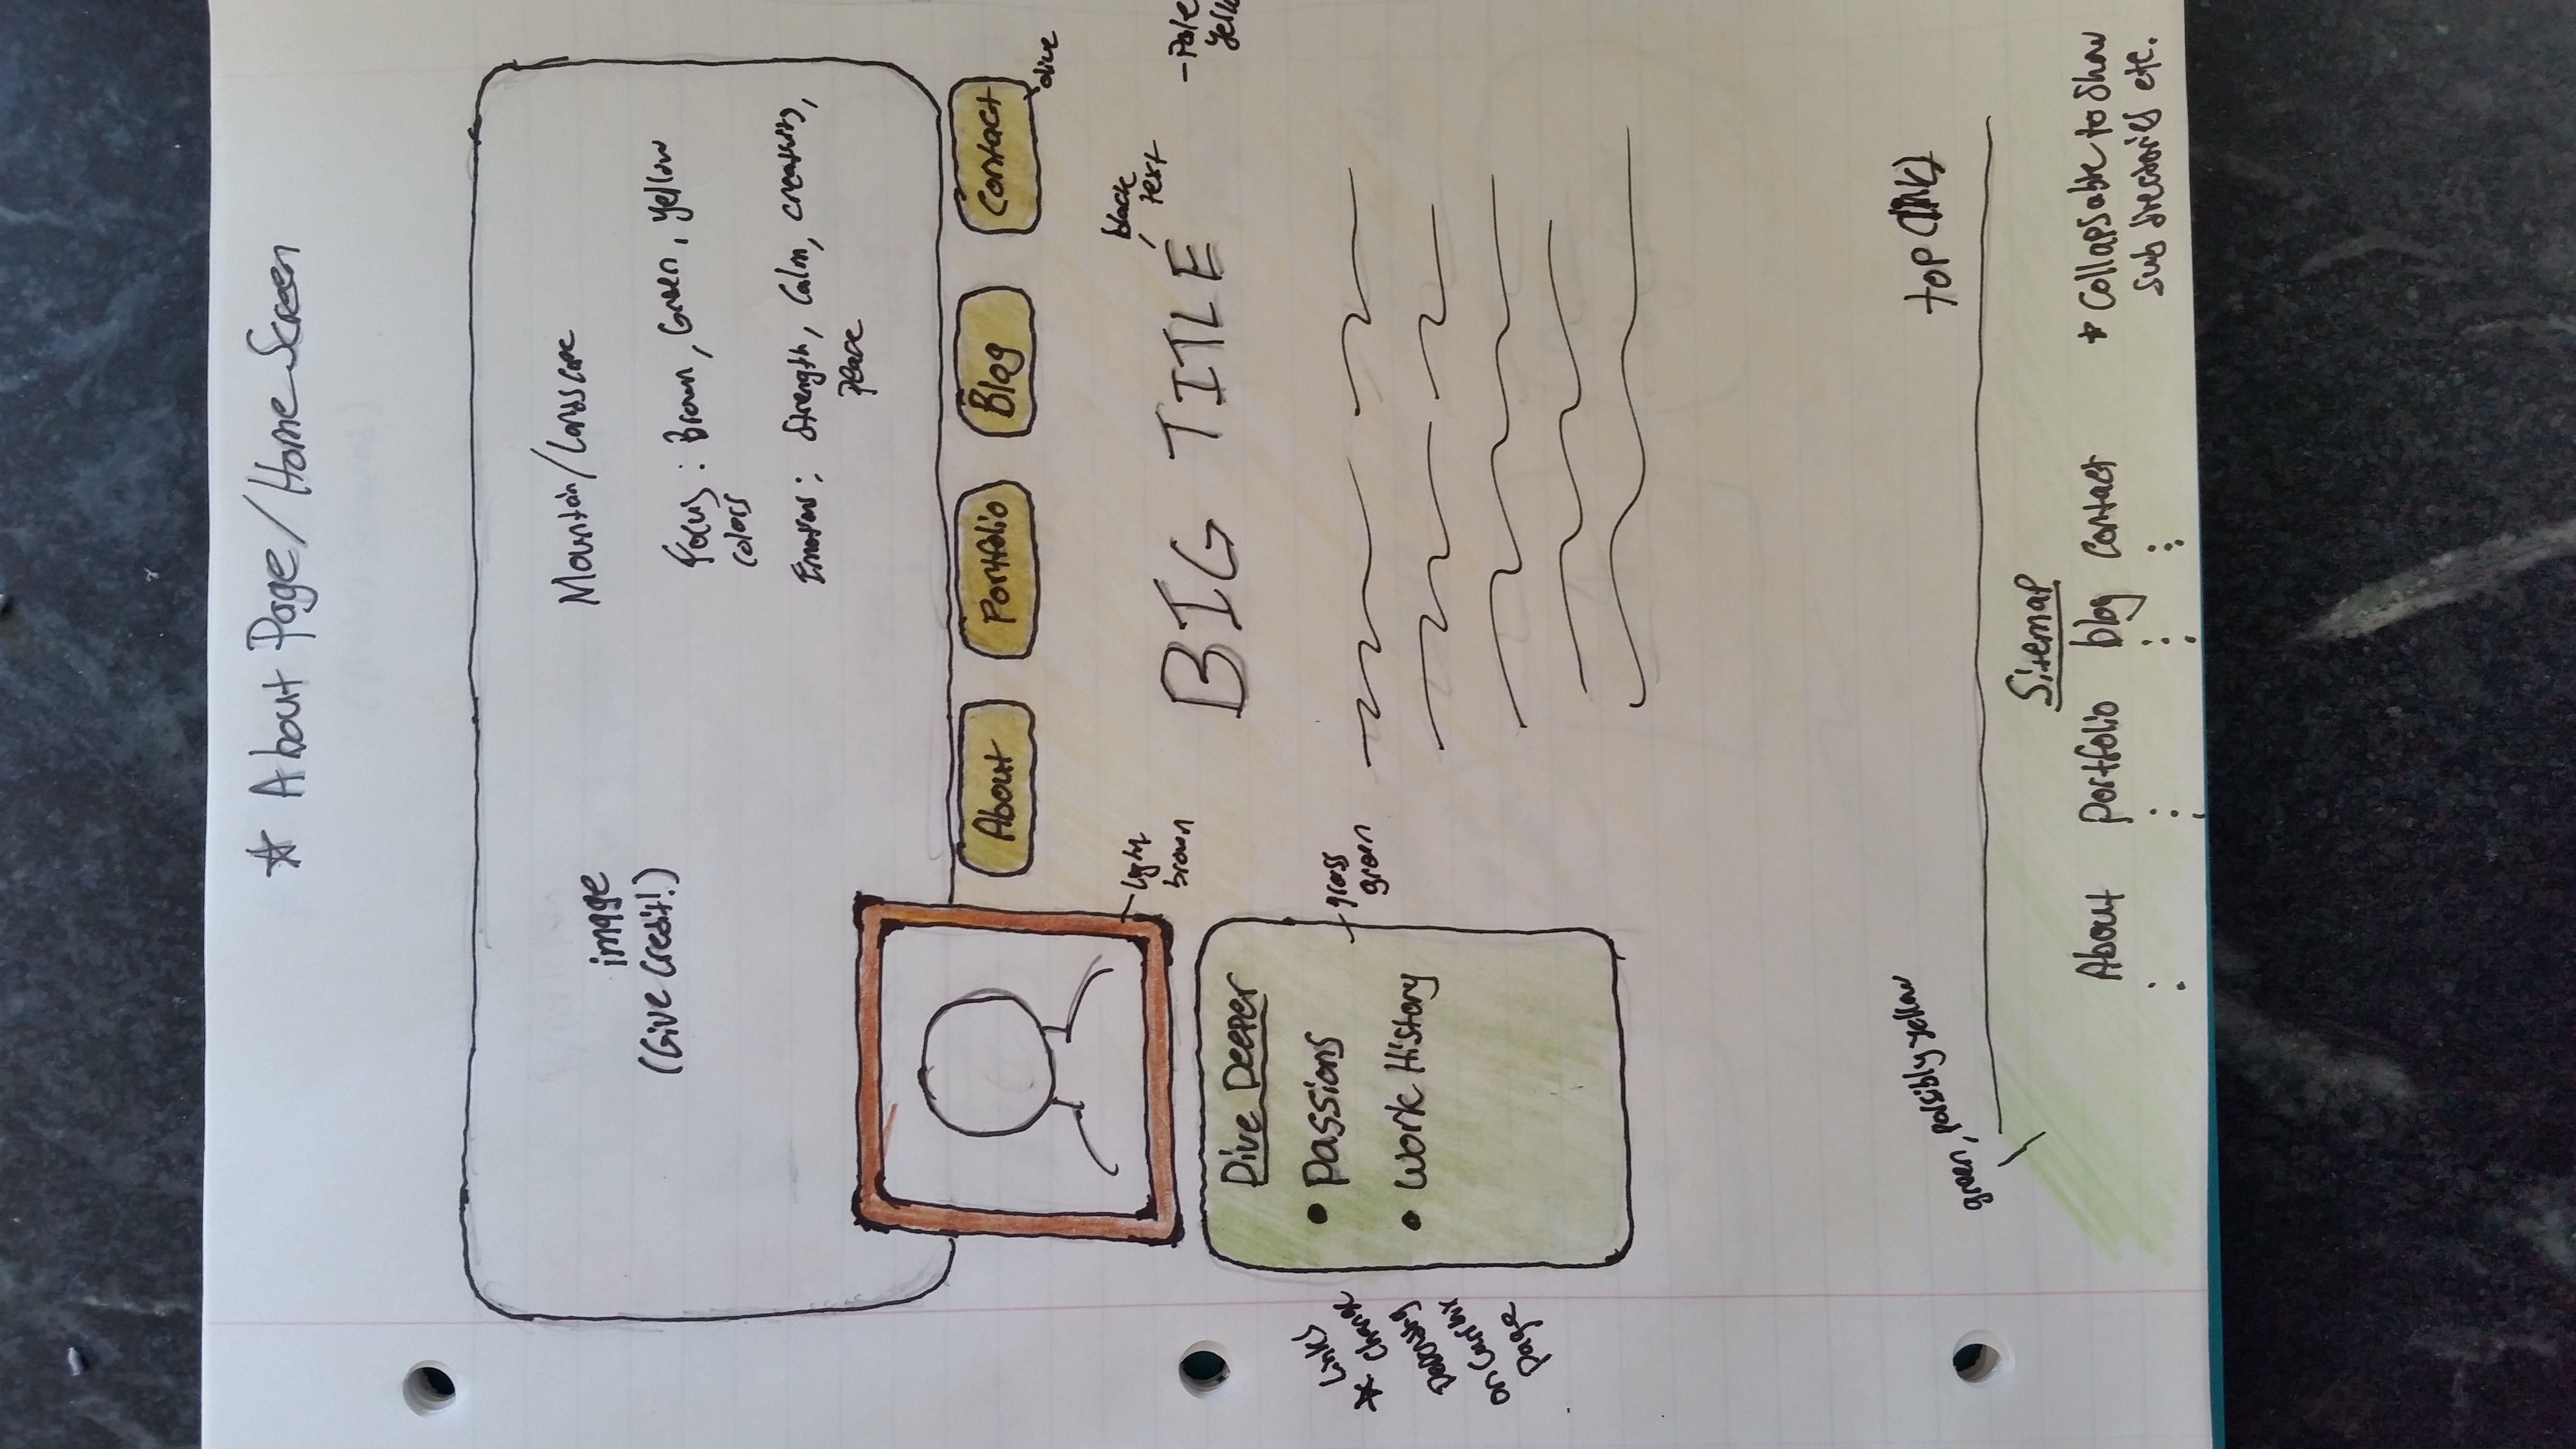 ☆ About Page/Home Screen
image
(Give Credit!)
Mountain/Landscape
Focus : Brown, Green, yellow
colors
Emotions: Strength, Calm, creativity,
peace
About
Portfolio
Blog
Contact
olive
light
brown
black
text
BIG TITLE
-Pale
Dive Deeper
• Passions
• Work History
grass
green
☆ Links
Change
Depending
on
page
green, possibly yellow
top (link)
Sitemap
About Portfolio blog Contact
* Collapsable to show
sub directories etc.